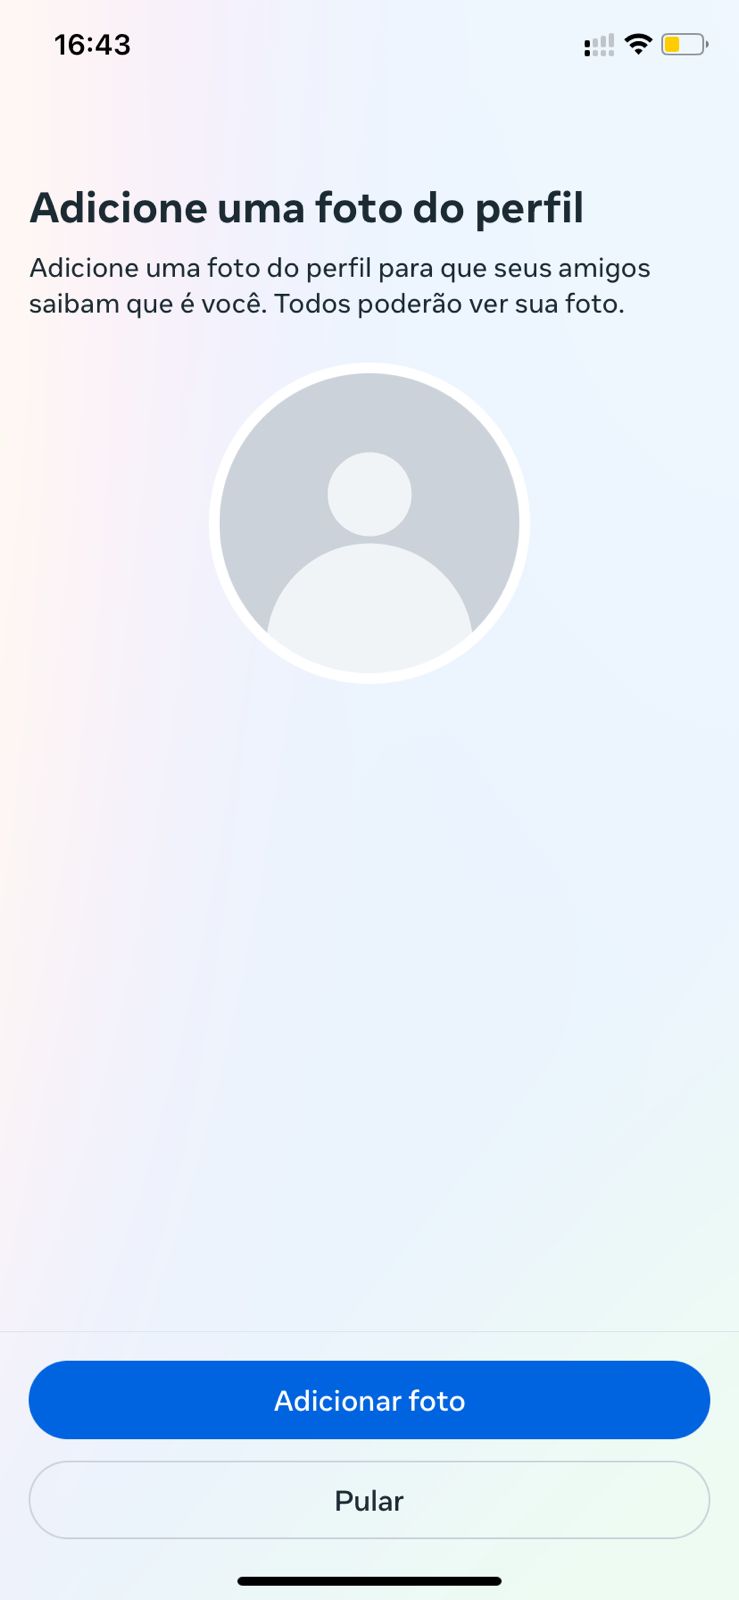 16:43
Adicione uma foto do perfil
Adicione uma foto do perfil para que seus amigos
saibam que é você. Todos poderão ver sua foto.
Adicionar foto
Pular